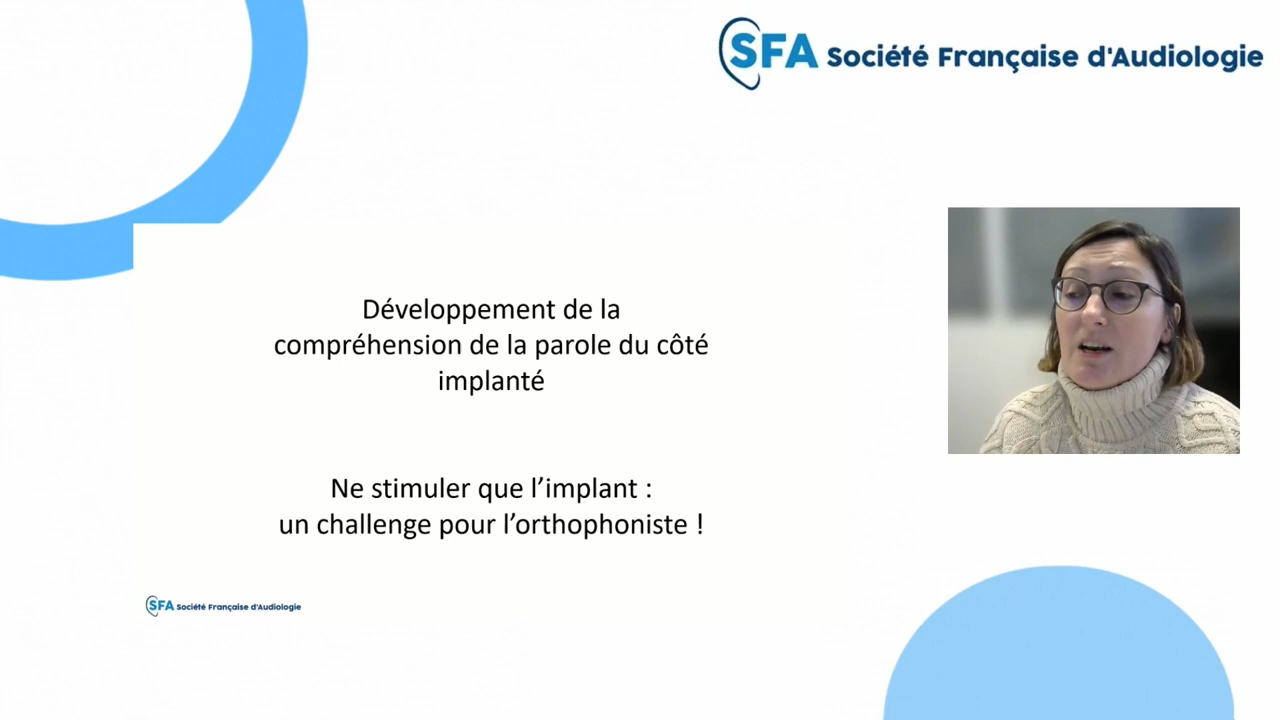 SFA Société Française d'Audiologie
Développement de la
compréhension de la parole du côté
implanté
Ne stimuler que l’implant :
un challenge pour l’orthophoniste !
SFA Société Française d'Audiologie